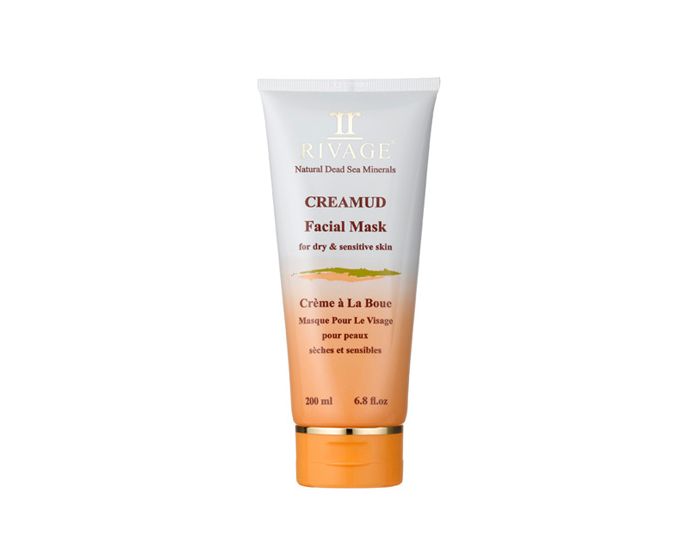 RIVAGE
Natural Dead Sea Minerals
CREAMUD
Facial Mask
for dry & sensitive skin
Crème à La Boue
Masque Pour Le Visage
pour peaux
sèches et sensibles
200 ml 6.8 fl.oz